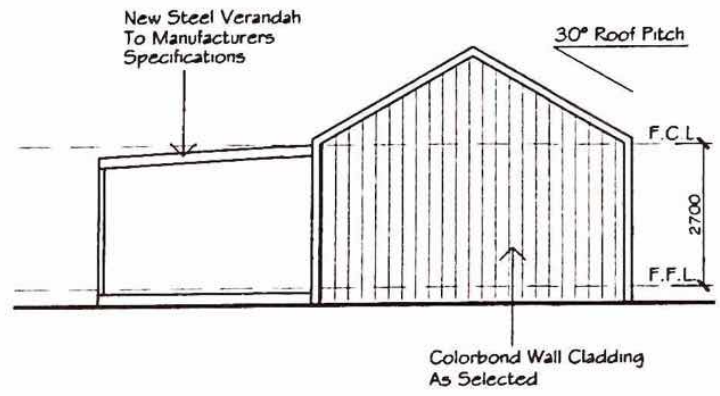 New Steel Verandah
To Manufacturers
Specifications
30° Roof Pitch
F.C.L
2700
F.F.L
Colorbond Wall Cladding
As Selected